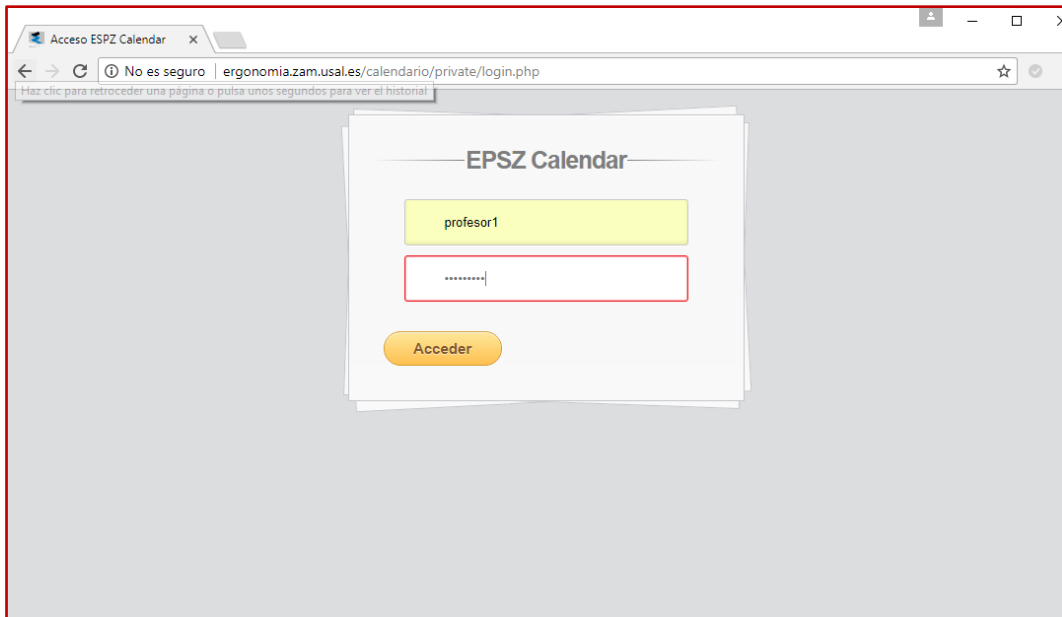 Acceso ESPZ Calendar
No es seguro | ergonomia.zam.usal.es/calendario/private/login.php
Haz clic para retroceder una página o pulsa unos segundos para ver el historial
EPSZ Calendar
profesor1
•••••••••
Acceder